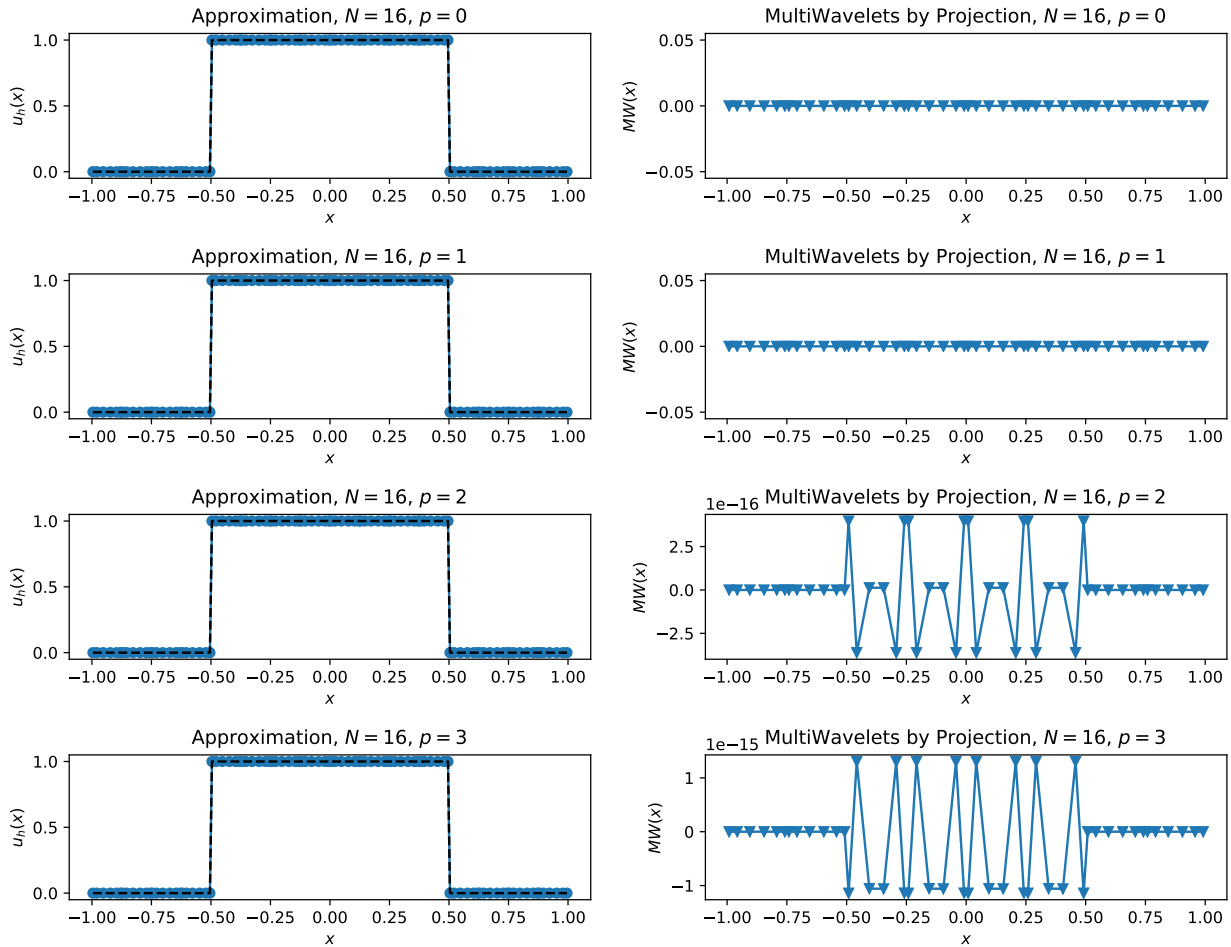 Approximation, N = 16, p = 0
1.0
0.5
0.0
u_h(x)
−1.00 −0.75 −0.50 −0.25 0.00 0.25 0.50 0.75 1.00
x
MultiWavelets by Projection, N = 16, p = 0
0.05
0.00
−0.05
MW(x)
−1.00 −0.75 −0.50 −0.25 0.00 0.25 0.50 0.75 1.00
x
Approximation, N = 16, p = 1
1.0
0.5
0.0
u_h(x)
−1.00 −0.75 −0.50 −0.25 0.00 0.25 0.50 0.75 1.00
x
MultiWavelets by Projection, N = 16, p = 1
0.05
0.00
−0.05
MW(x)
−1.00 −0.75 −0.50 −0.25 0.00 0.25 0.50 0.75 1.00
x
Approximation, N = 16, p = 2
1.0
0.5
0.0
u_h(x)
−1.00 −0.75 −0.50 −0.25 0.00 0.25 0.50 0.75 1.00
x
MultiWavelets by Projection, N = 16, p = 2
1e−16
2.5
0.0
−2.5
MW(x)
−1.00 −0.75 −0.50 −0.25 0.00 0.25 0.50 0.75 1.00
x
Approximation, N = 16, p = 3
1.0
0.5
0.0
u_h(x)
−1.00 −0.75 −0.50 −0.25 0.00 0.25 0.50 0.75 1.00
x
MultiWavelets by Projection, N = 16, p = 3
1e−15
1
0
−1
MW(x)
−1.00 −0.75 −0.50 −0.25 0.00 0.25 0.50 0.75 1.00
x